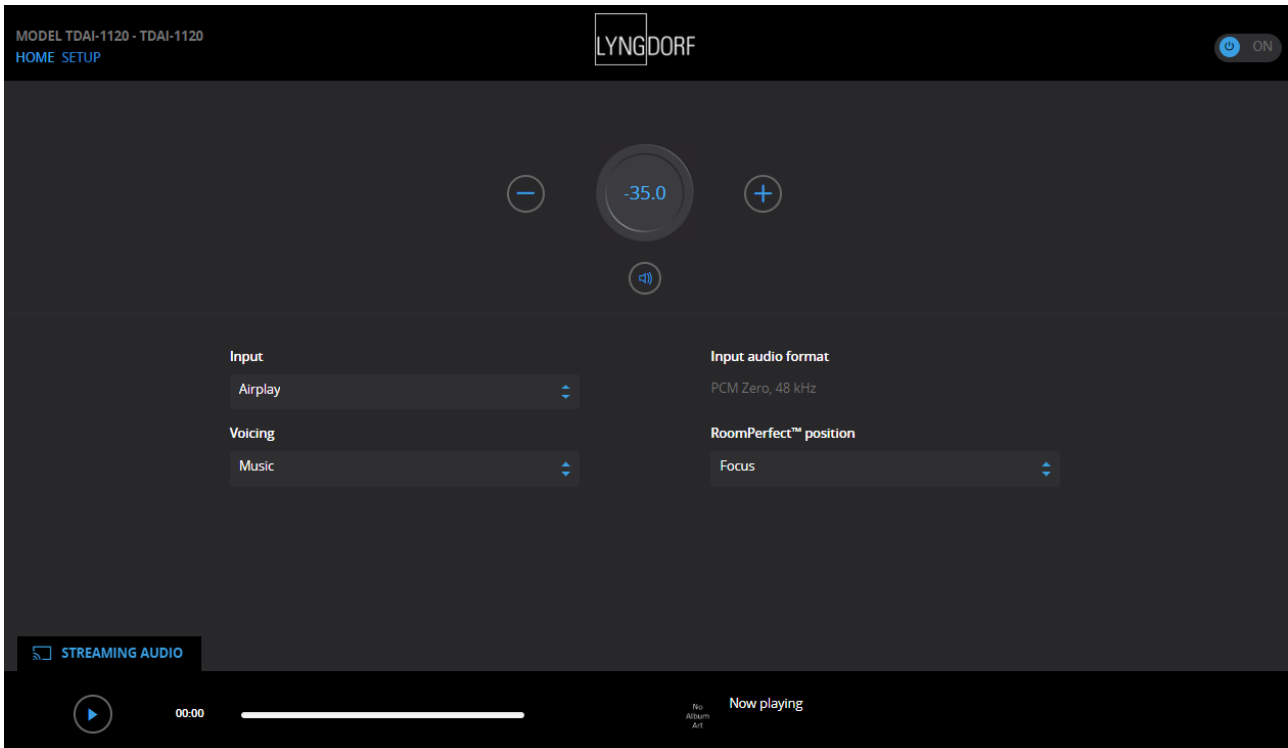 MODEL TDAI-1120 - TDAI-1120
HOME SETUP
LYNGDORF
ON
-35.0
Input
Airplay
Input audio format
PCM Zero, 48 kHz
Voicing
Music
RoomPerfect™ position
Focus
STREAMING AUDIO
00:00
No
Album
Art
Now playing